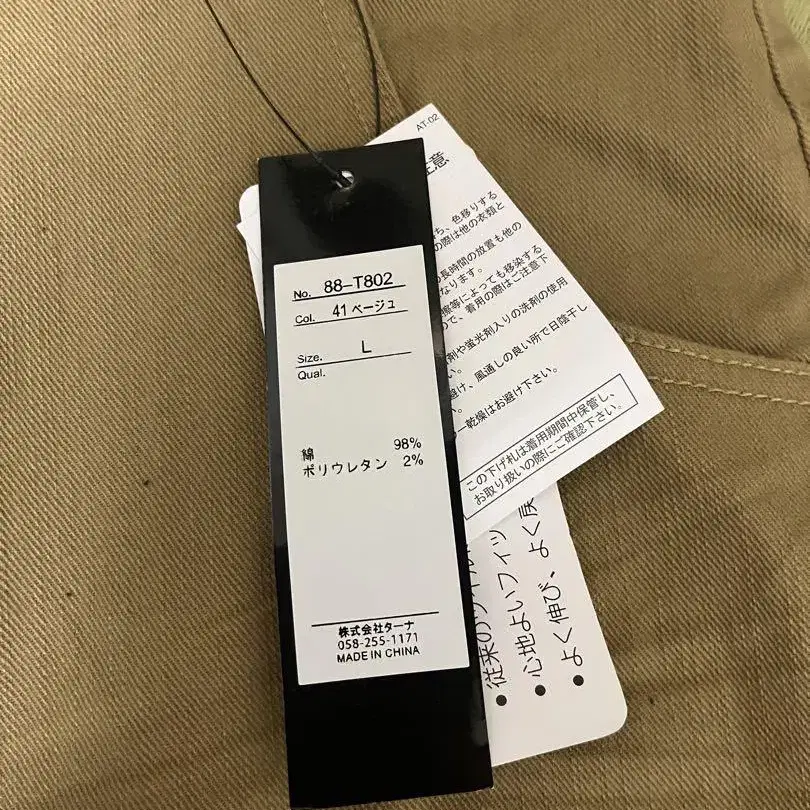 No. 88-T802
Col. 41 ベージュ
Size. L
Qual.
綿 98%
ポリウレタン 2%
株式会社ターナ
058-255-1171
MADE IN CHINA
AT-02
注意
ち、色移りする
の際は他の衣類と
の長時間の放置も他の
なります。
擦等によっても移染する
ので、着用の際はご注意下
剤や蛍光剤入りの洗剤の使用
い。
避け、風通しの良い所で日陰干し
い。
ー乾燥はお避け下さい。
この下げ札は着用期間中保管し、
お取り扱いの際にご確認下さい。
●従来の
●心地よいフィッ
●よく伸び、よく戻